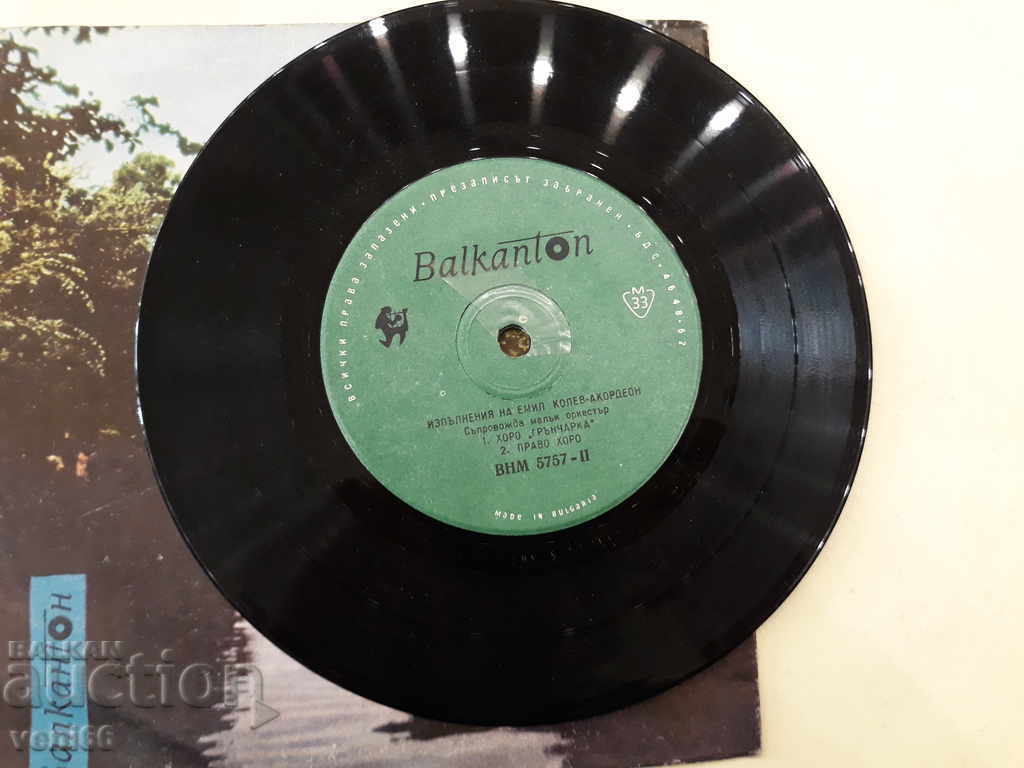 ВСИЧКИ ПРАВА ЗАПАЗЕНИ · ПРЕЗАПИСЪТ ЗАБРАНЕН · БДС · 4648-62
Balkanton
М
33
ИЗПЪЛНЕНИЯ НА ЕМИЛ КОЛЕВ-АКОРДЕОН
Съпровожда малък оркестър
1. ХОРО „ГРЪНЧАРКА"
2. ПРАВО ХОРО
ВНМ 5757-II
Made in Bulgaria
Балкантон
BALKAN
auction
veni66